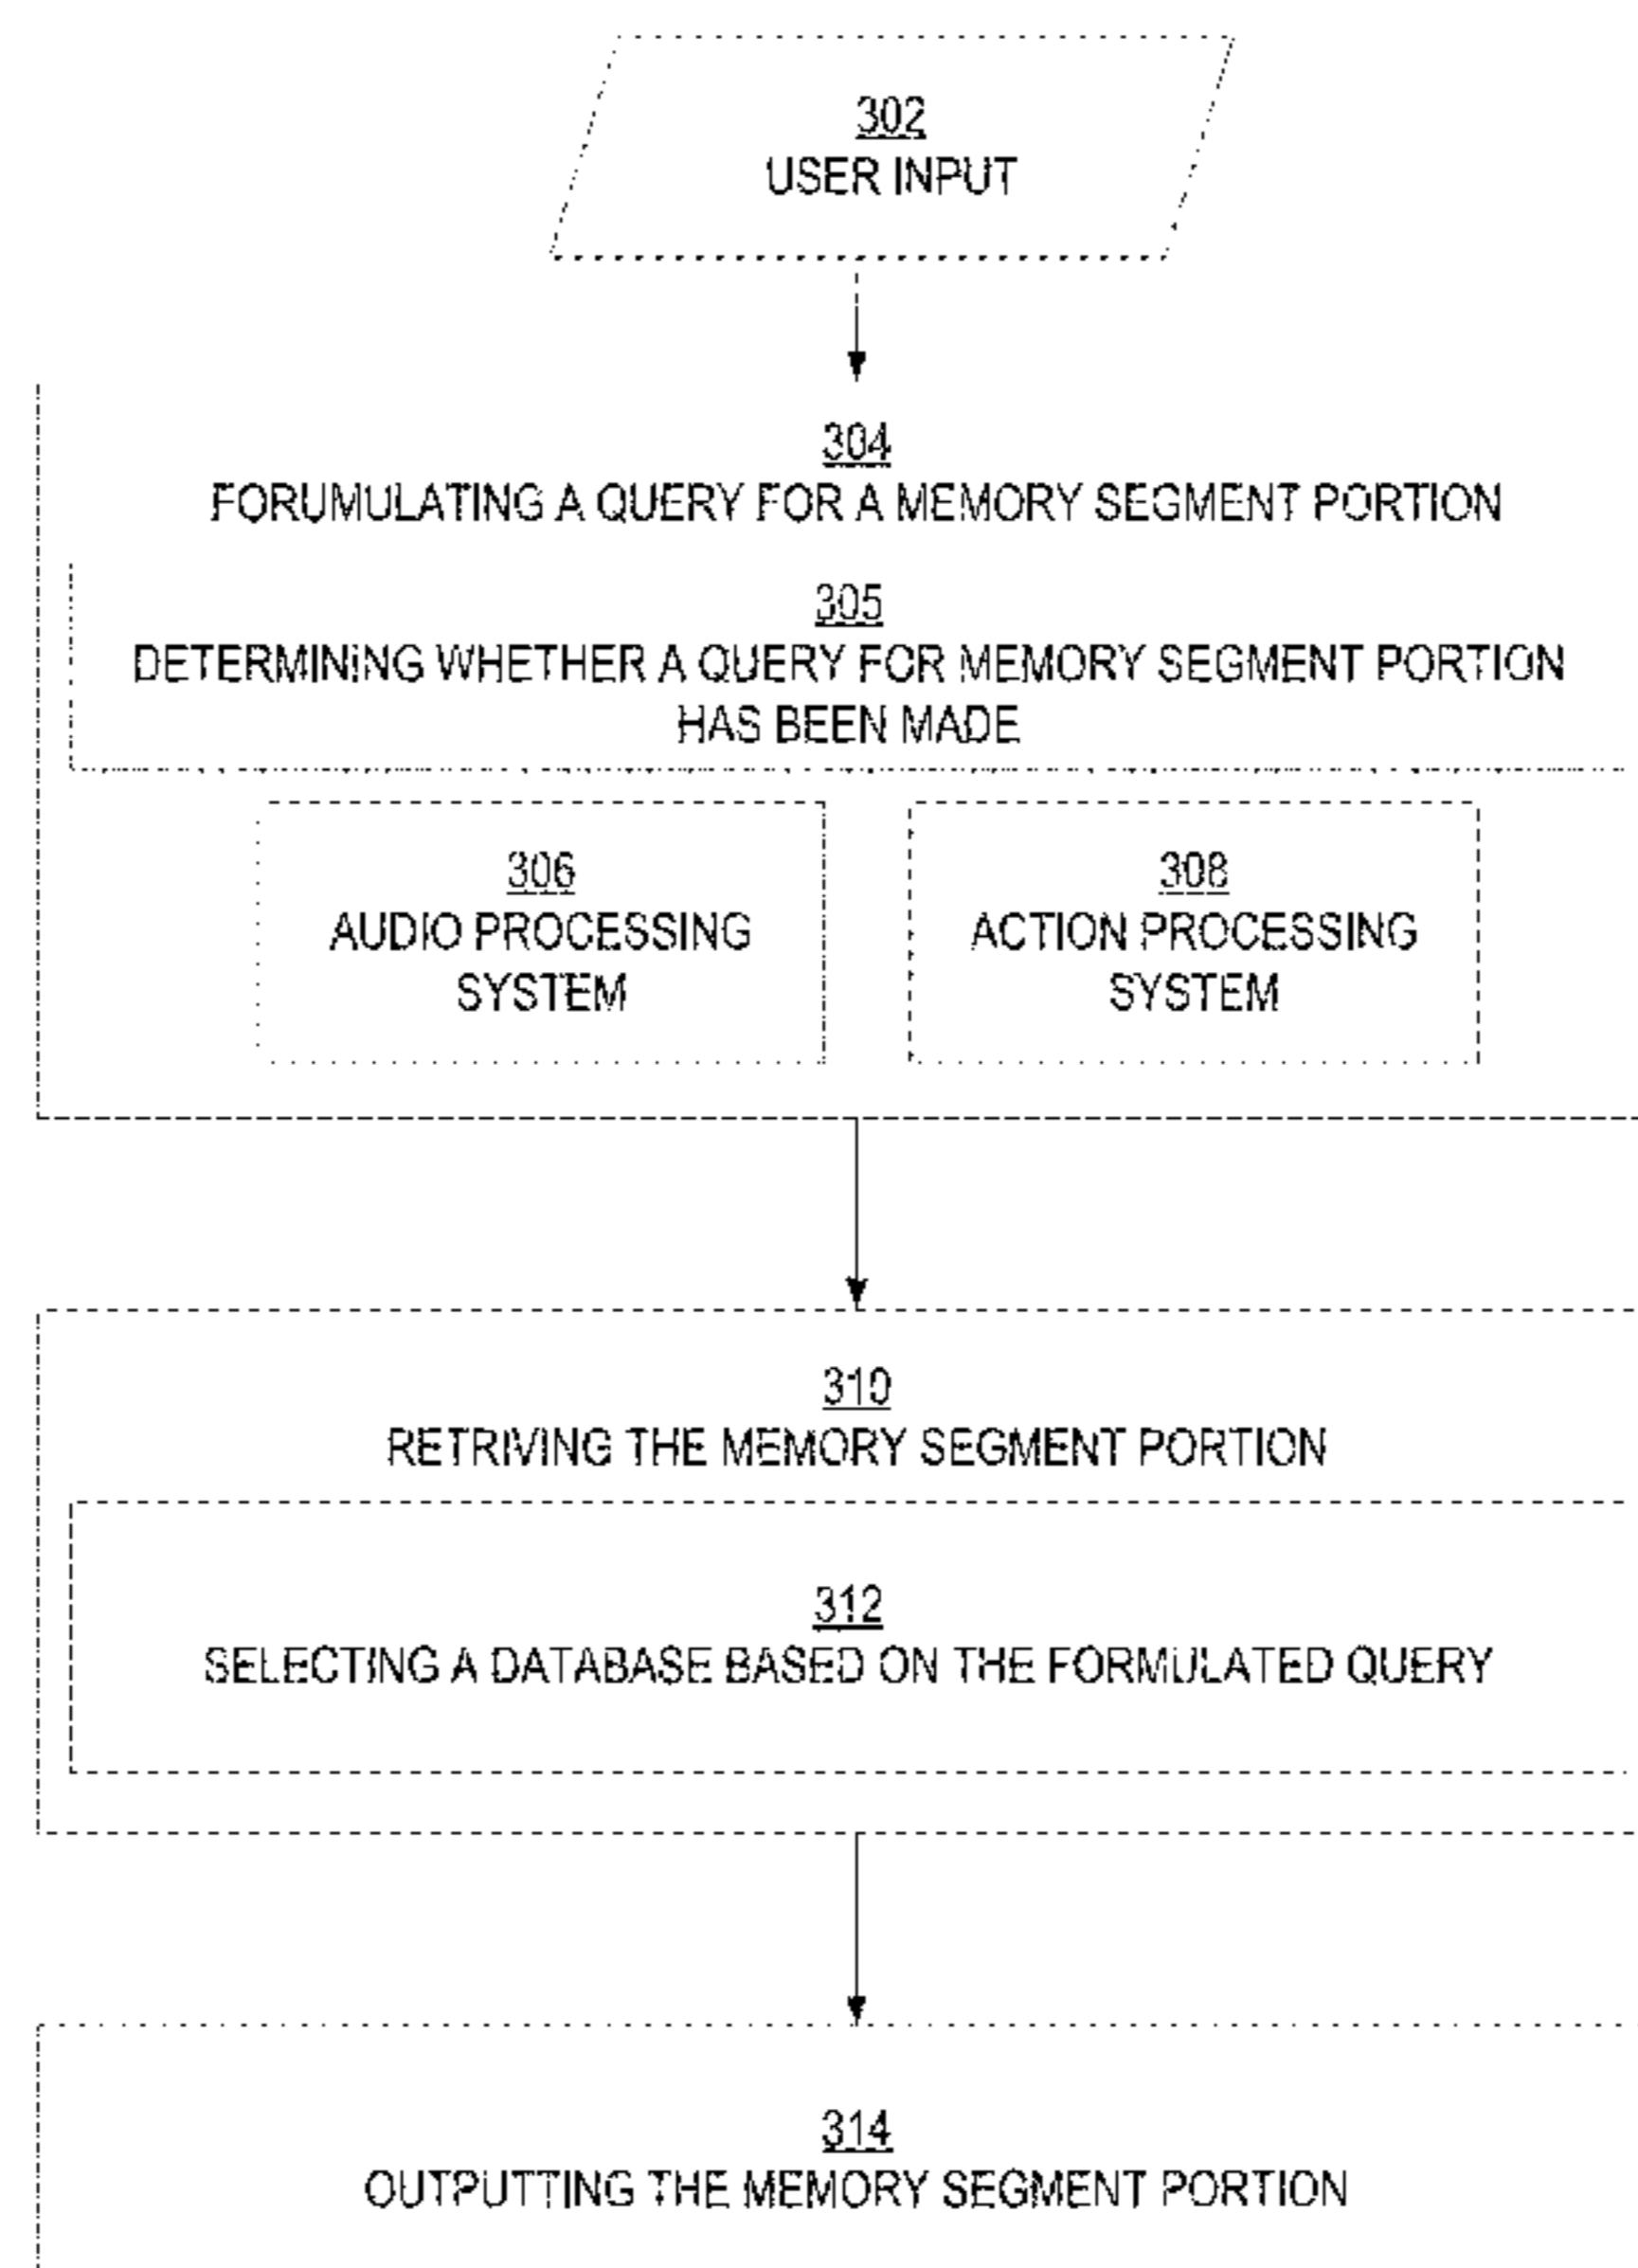 302
USER INPUT
304
FORUMULATING A QUERY FOR A MEMORY SEGMENT PORTION
305
DETERMINING WHETHER A QUERY FOR MEMORY SEGMENT PORTION
HAS BEEN MADE
306
AUDIO PROCESSING
SYSTEM
308
ACTION PROCESSING
SYSTEM
310
RETRIVING THE MEMORY SEGMENT PORTION
312
SELECTING A DATABASE BASED ON THE FORMULATED QUERY
314
OUTPUTTING THE MEMORY SEGMENT PORTION